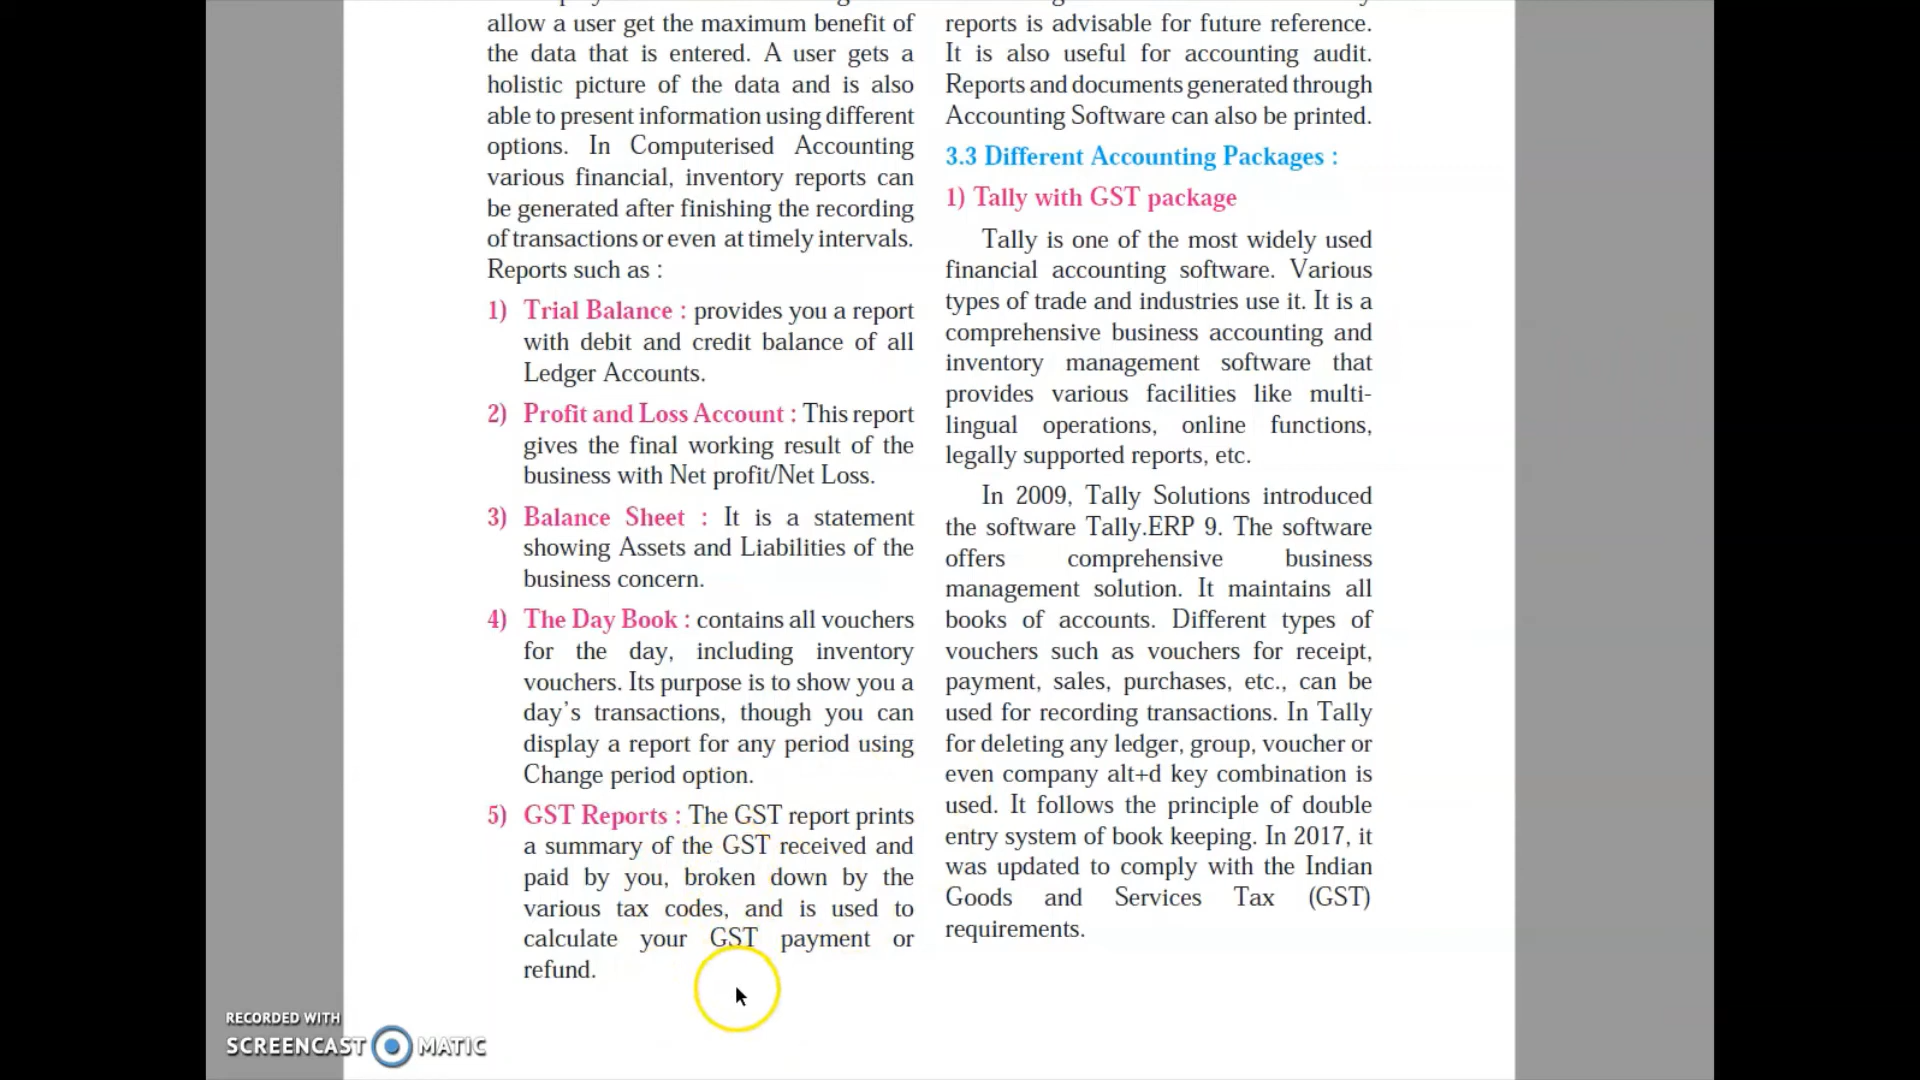 allow a user get the maximum benefit of
the data that is entered. A user gets a
holistic picture of the data and is also
able to present information using different
options. In Computerised Accounting
various financial, inventory reports can
be generated after finishing the recording
of transactions or even at timely intervals.
Reports such as :
1) Trial Balance : provides you a report
with debit and credit balance of all
Ledger Accounts.
2) Profit and Loss Account : This report
gives the final working result of the
business with Net profit/Net Loss.
3) Balance Sheet : It is a statement
showing Assets and Liabilities of the
business concern.
4) The Day Book : contains all vouchers
for the day, including inventory
vouchers. Its purpose is to show you a
day's transactions, though you can
display a report for any period using
Change period option.
5) GST Reports : The GST report prints
a summary of the GST received and
paid by you, broken down by the
various tax codes, and is used to
calculate your GST payment or
refund.
reports is advisable for future reference.
It is also useful for accounting audit.
Reports and documents generated through
Accounting Software can also be printed.
3.3 Different Accounting Packages :
1) Tally with GST package
Tally is one of the most widely used
financial accounting software. Various
types of trade and industries use it. It is a
comprehensive business accounting and
inventory management software that
provides various facilities like multi-
lingual operations, online functions,
legally supported reports, etc.
In 2009, Tally Solutions introduced
the software Tally.ERP 9. The software
offers comprehensive business
management solution. It maintains all
books of accounts. Different types of
vouchers such as vouchers for receipt,
payment, sales, purchases, etc., can be
used for recording transactions. In Tally
for deleting any ledger, group, voucher or
even company alt+d key combination is
used. It follows the principle of double
entry system of book keeping. In 2017, it
was updated to comply with the Indian
Goods and Services Tax (GST)
requirements.
RECORDED WITH
SCREENCAST MATIC